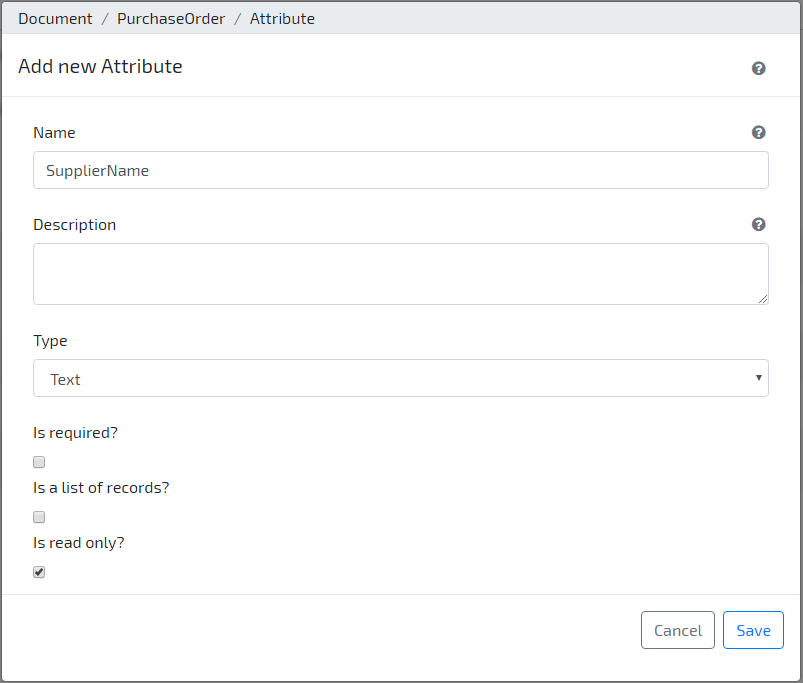 Document / PurchaseOrder / Attribute
Add new Attribute
Name
SupplierName
Description
Type
Text
Is required?
Is a list of records?
Is read only?
Cancel Save